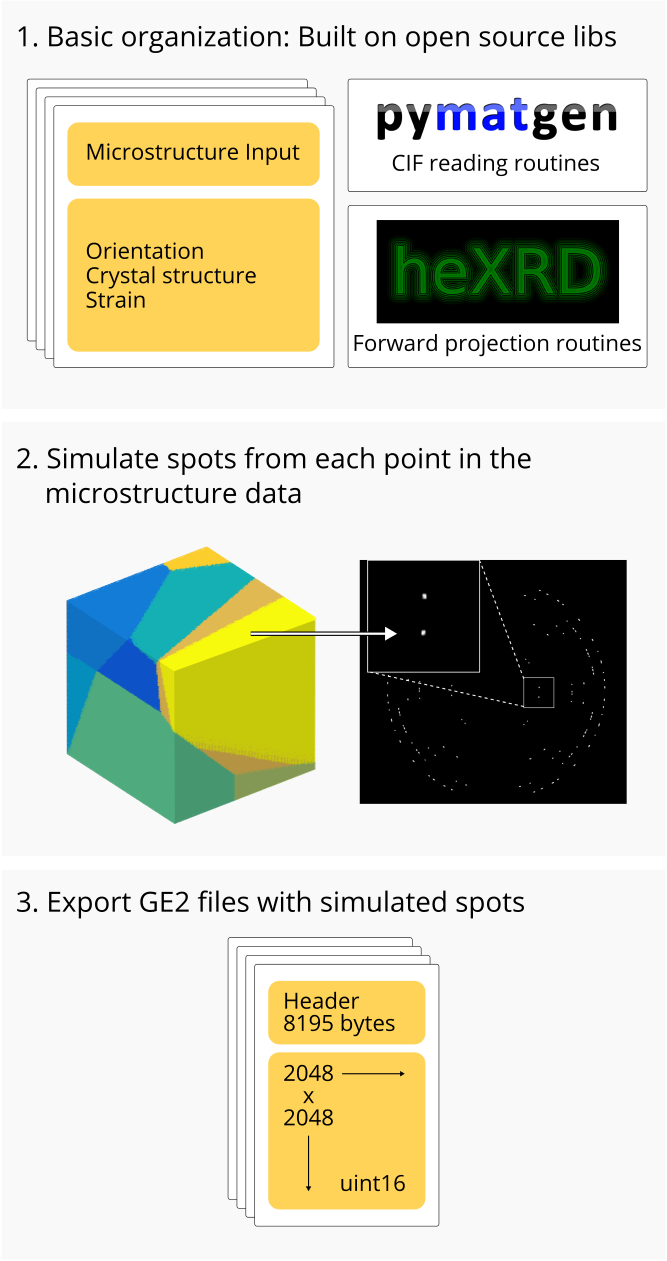 1. Basic organization: Built on open source libs
Microstructure Input
Orientation
Crystal structure
Strain
pymatgen
CIF reading routines
heXRD
Forward projection routines
2. Simulate spots from each point in the
microstructure data
3. Export GE2 files with simulated spots
Header
8195 bytes
2048
x
2048
uint16